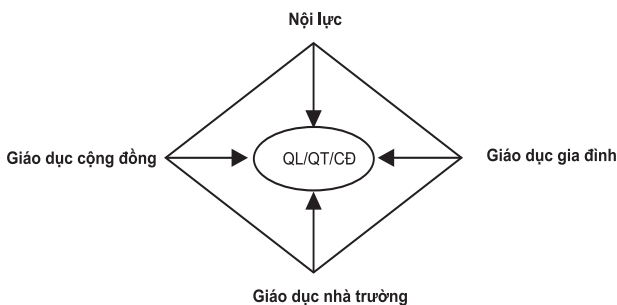 Nội lực
Giáo dục cộng đồng
QL/QT/CĐ
Giáo dục gia đình
Giáo dục nhà trường